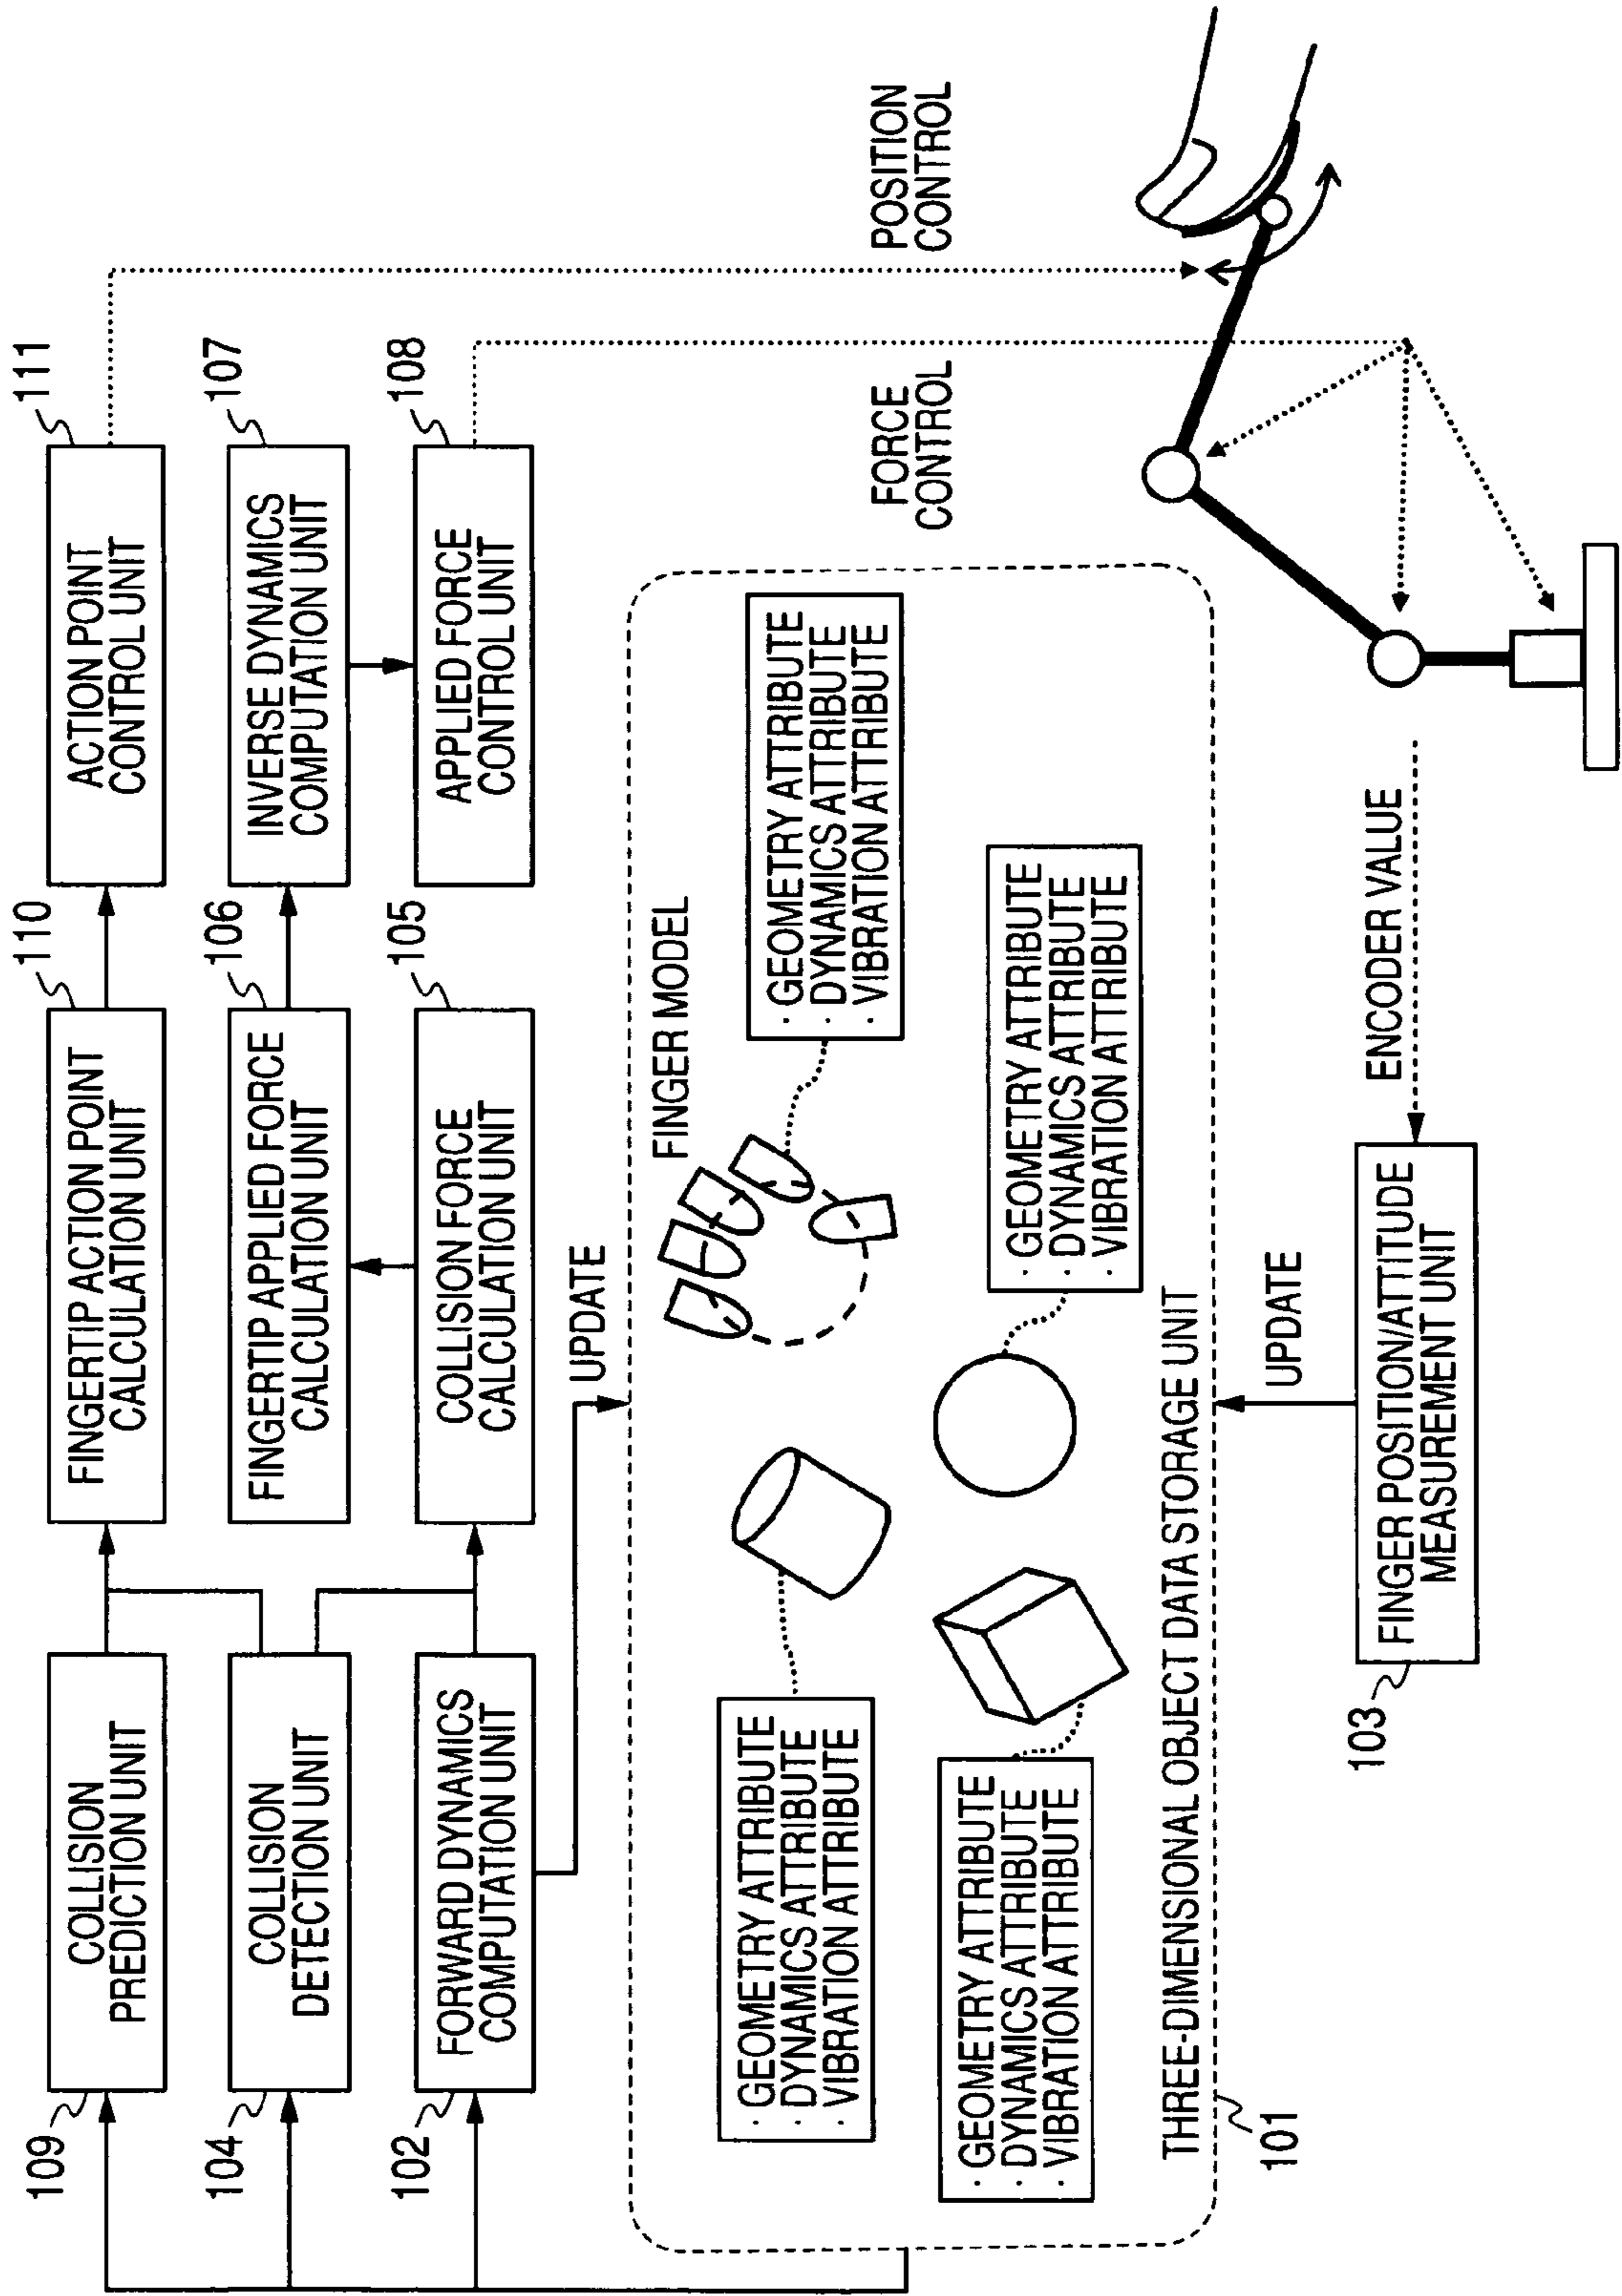 109
COLLISION
PREDICTION UNIT
110
FINGERTIP ACTION POINT
CALCULATION UNIT
111
ACTION POINT
CONTROL UNIT
104
COLLISION
DETECTION UNIT
106
FINGERTIP APPLIED FORCE
CALCULATION UNIT
107
INVERSE DYNAMICS
COMPUTATION UNIT
102
FORWARD DYNAMICS
COMPUTATION UNIT
105
COLLISION FORCE
CALCULATION UNIT
108
APPLIED FORCE
CONTROL UNIT
UPDATE
FINGER MODEL
· GEOMETRY ATTRIBUTE
· DYNAMICS ATTRIBUTE
· VIBRATION ATTRIBUTE
· GEOMETRY ATTRIBUTE
· DYNAMICS ATTRIBUTE
· VIBRATION ATTRIBUTE
· GEOMETRY ATTRIBUTE
· DYNAMICS ATTRIBUTE
· VIBRATION ATTRIBUTE
· GEOMETRY ATTRIBUTE
· DYNAMICS ATTRIBUTE
· VIBRATION ATTRIBUTE
THREE-DIMENSIONAL OBJECT DATA STORAGE UNIT
101
FORCE
CONTROL
POSITION
CONTROL
UPDATE
103
FINGER POSITION/ATTITUDE
MEASUREMENT UNIT
ENCODER VALUE